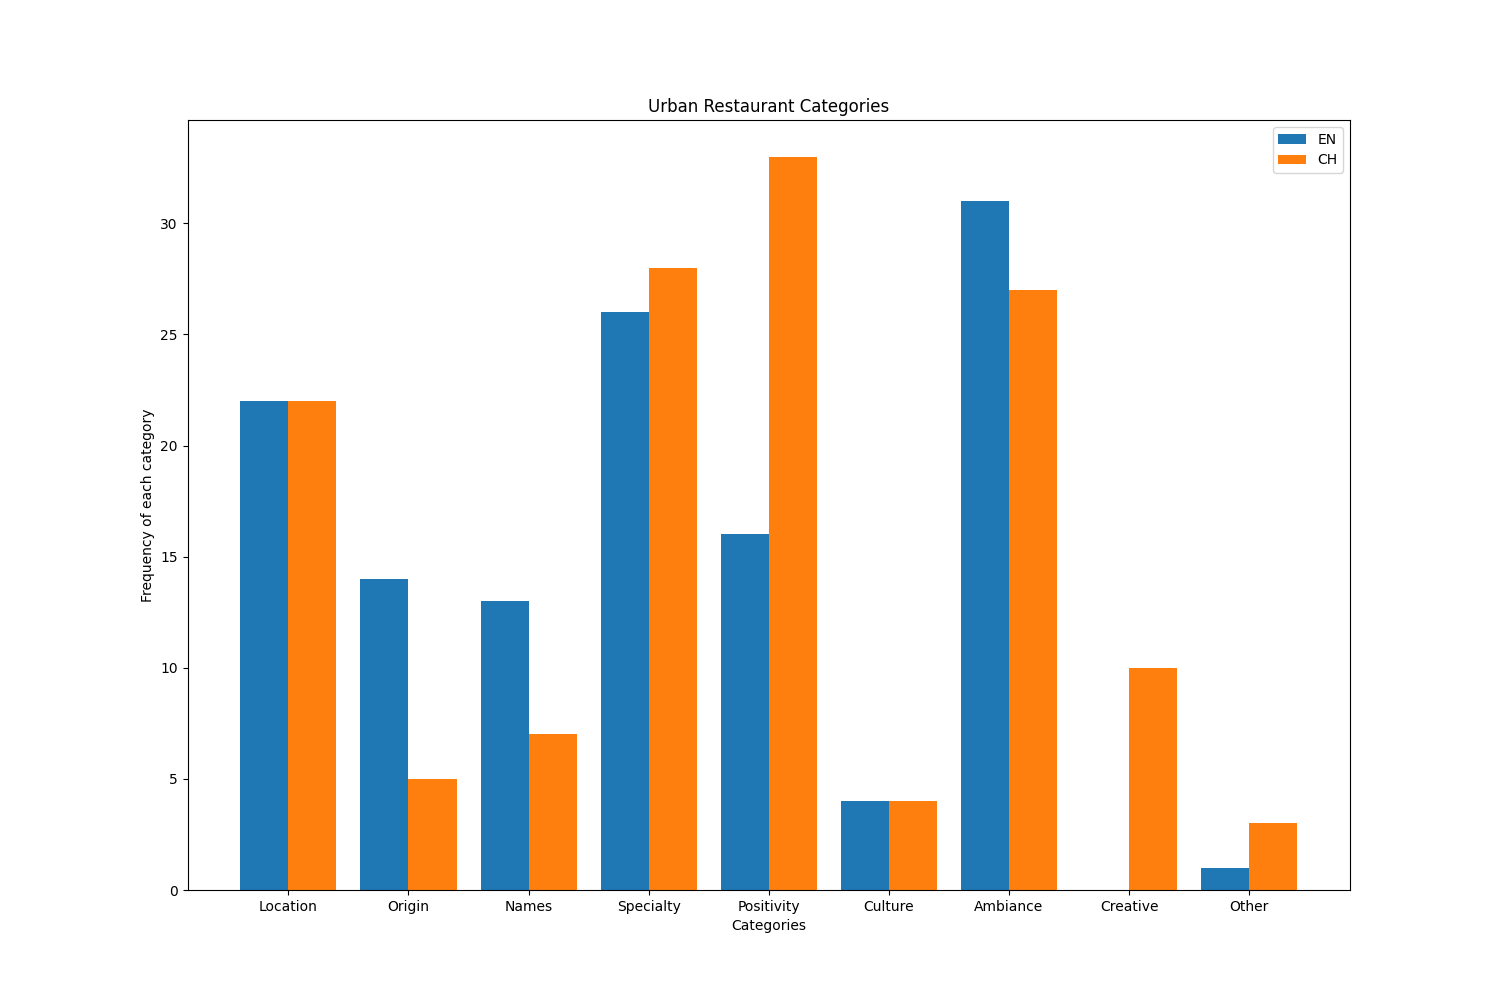 Urban Restaurant Categories
EN
CH
Frequency of each category
30
25
20
15
10
5
0
Location Origin Names Specialty Positivity Culture Ambiance Creative Other
Categories